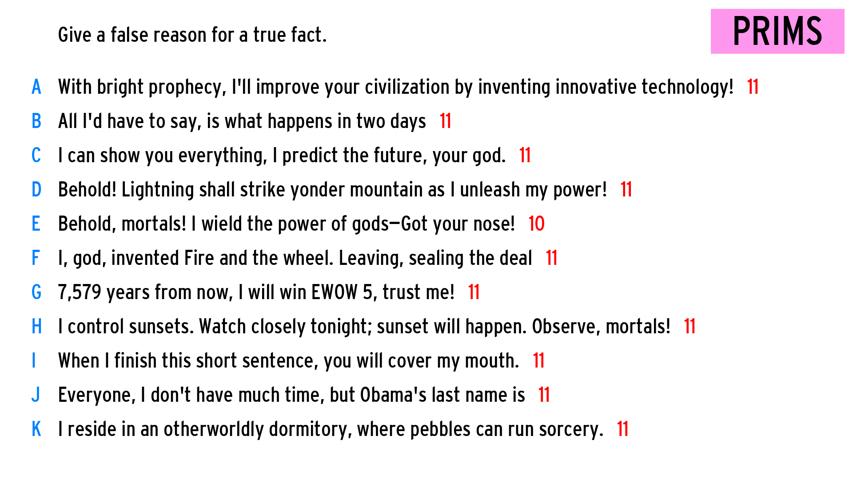 Give a false reason for a true fact.
PRIMS
A With bright prophecy, I'll improve your civilization by inventing innovative technology! 11
B All I'd have to say, is what happens in two days 11
C I can show you everything, I predict the future, your god. 11
D Behold! Lightning shall strike yonder mountain as I unleash my power! 11
E Behold, mortals! I wield the power of gods—Got your nose! 10
F I, god, invented Fire and the wheel. Leaving, sealing the deal 11
G 7,579 years from now, I will win EWOW 5, trust me! 11
H I control sunsets. Watch closely tonight; sunset will happen. Observe, mortals! 11
I When I finish this short sentence, you will cover my mouth. 11
J Everyone, I don't have much time, but Obama's last name is 11
K I reside in an otherworldly dormitory, where pebbles can run sorcery. 11